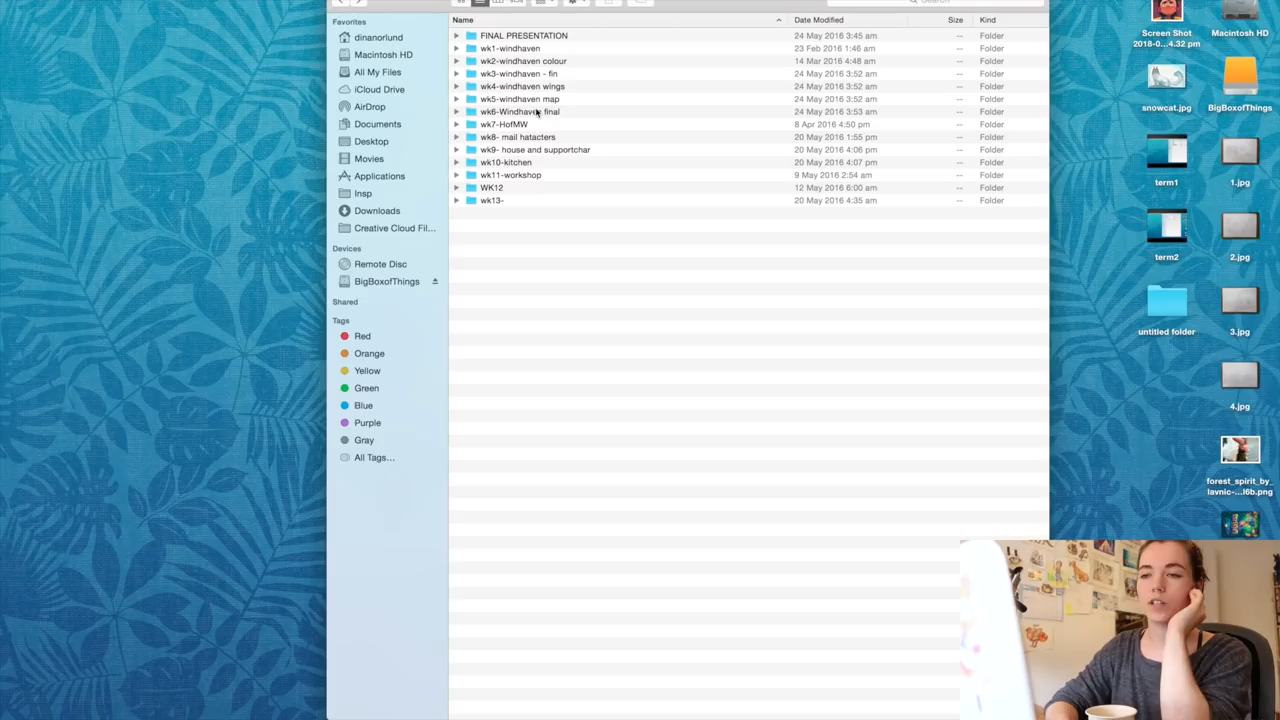 Search
Favorites
dinanorlund
Macintosh HD
All My Files
iCloud Drive
AirDrop
Documents
Desktop
Movies
Applications
Insp
Downloads
Creative Cloud Fil...
Devices
Remote Disc
BigBoxofThings
Shared
Tags
Red
Orange
Yellow
Green
Blue
Purple
Gray
All Tags...
Name Date Modified Size Kind
FINAL PRESENTATION 24 May 2016 3:45 am -- Folder
wk1-windhaven 23 Feb 2016 1:46 am -- Folder
wk2-windhaven colour 14 Mar 2016 4:48 am -- Folder
wk3-windhaven - fin 24 May 2016 3:52 am -- Folder
wk4-windhaven wings 24 May 2016 3:52 am -- Folder
wk5-windhaven map 24 May 2016 3:52 am -- Folder
wk6-Windhaven final 24 May 2016 3:53 am -- Folder
wk7-HofMW 8 Apr 2016 4:50 pm -- Folder
wk8- mail hatacters 20 May 2016 1:55 pm -- Folder
wk9- house and supportchar 20 May 2016 4:06 pm -- Folder
wk10-kitchen 20 May 2016 4:07 pm -- Folder
wk11-workshop 9 May 2016 2:54 am -- Folder
WK12 12 May 2016 6:00 am -- Folder
wk13- 20 May 2016 4:35 am -- Folder
Screen Shot
2018-0...4.32 pm
Macintosh HD
snowcat.jpg
BigBoxofThings
term1
1.jpg
term2
2.jpg
untitled folder
3.jpg
4.jpg
forest_spirit_by_
lavnic-...l6b.png